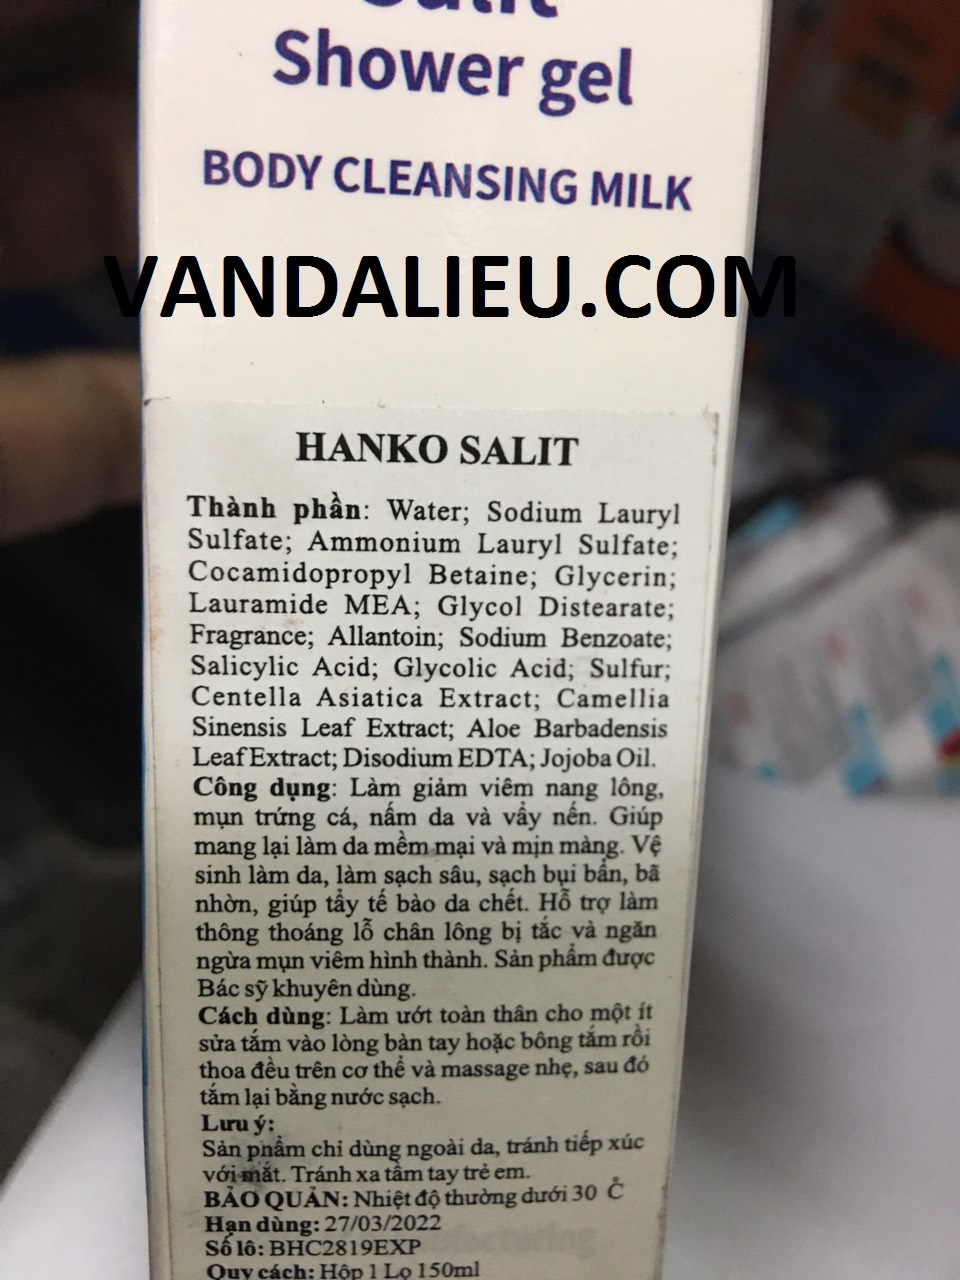 Shower gel
BODY CLEANSING MILK
VANDALIEU.COM
HANKO SALIT
Thành phần: Water; Sodium Lauryl
Sulfate; Ammonium Lauryl Sulfate;
Cocamidopropyl Betaine; Glycerin;
Lauramide MEA; Glycol Distearate;
Fragrance; Allantoin; Sodium Benzoate;
Salicylic Acid; Glycolic Acid; Sulfur;
Centella Asiatica Extract; Camellia
Sinensis Leaf Extract; Aloe Barbadensis
Leaf Extract; Disodium EDTA; Jojoba Oil.
Công dụng: Làm giảm viêm nang lông,
mụn trứng cá, nấm da và vẩy nến. Giúp
mang lại làm da mềm mại và mịn màng. Vệ
sinh làm da, làm sạch sâu, sạch bụi bẩn, bã
nhờn, giúp tẩy tế bào da chết. Hỗ trợ làm
thông thoáng lỗ chân lông bị tắc và ngăn
ngừa mụn viêm hình thành. Sản phẩm được
Bác sỹ khuyên dùng.
Cách dùng: Làm ướt toàn thân cho một ít
sửa tắm vào lòng bàn tay hoặc bông tắm rồi
thoa đều trên cơ thể và massage nhẹ, sau đó
tắm lại bằng nước sạch.
Lưu ý:
Sản phẩm chỉ dùng ngoài da, tránh tiếp xúc
với mắt. Tránh xa tầm tay trẻ em.
BẢO QUẢN: Nhiệt độ thường dưới 30 °C
Hạn dùng: 27/03/2022
Số lô: BHC2819EXP
Quy cách: Hộp 1 Lọ 150ml